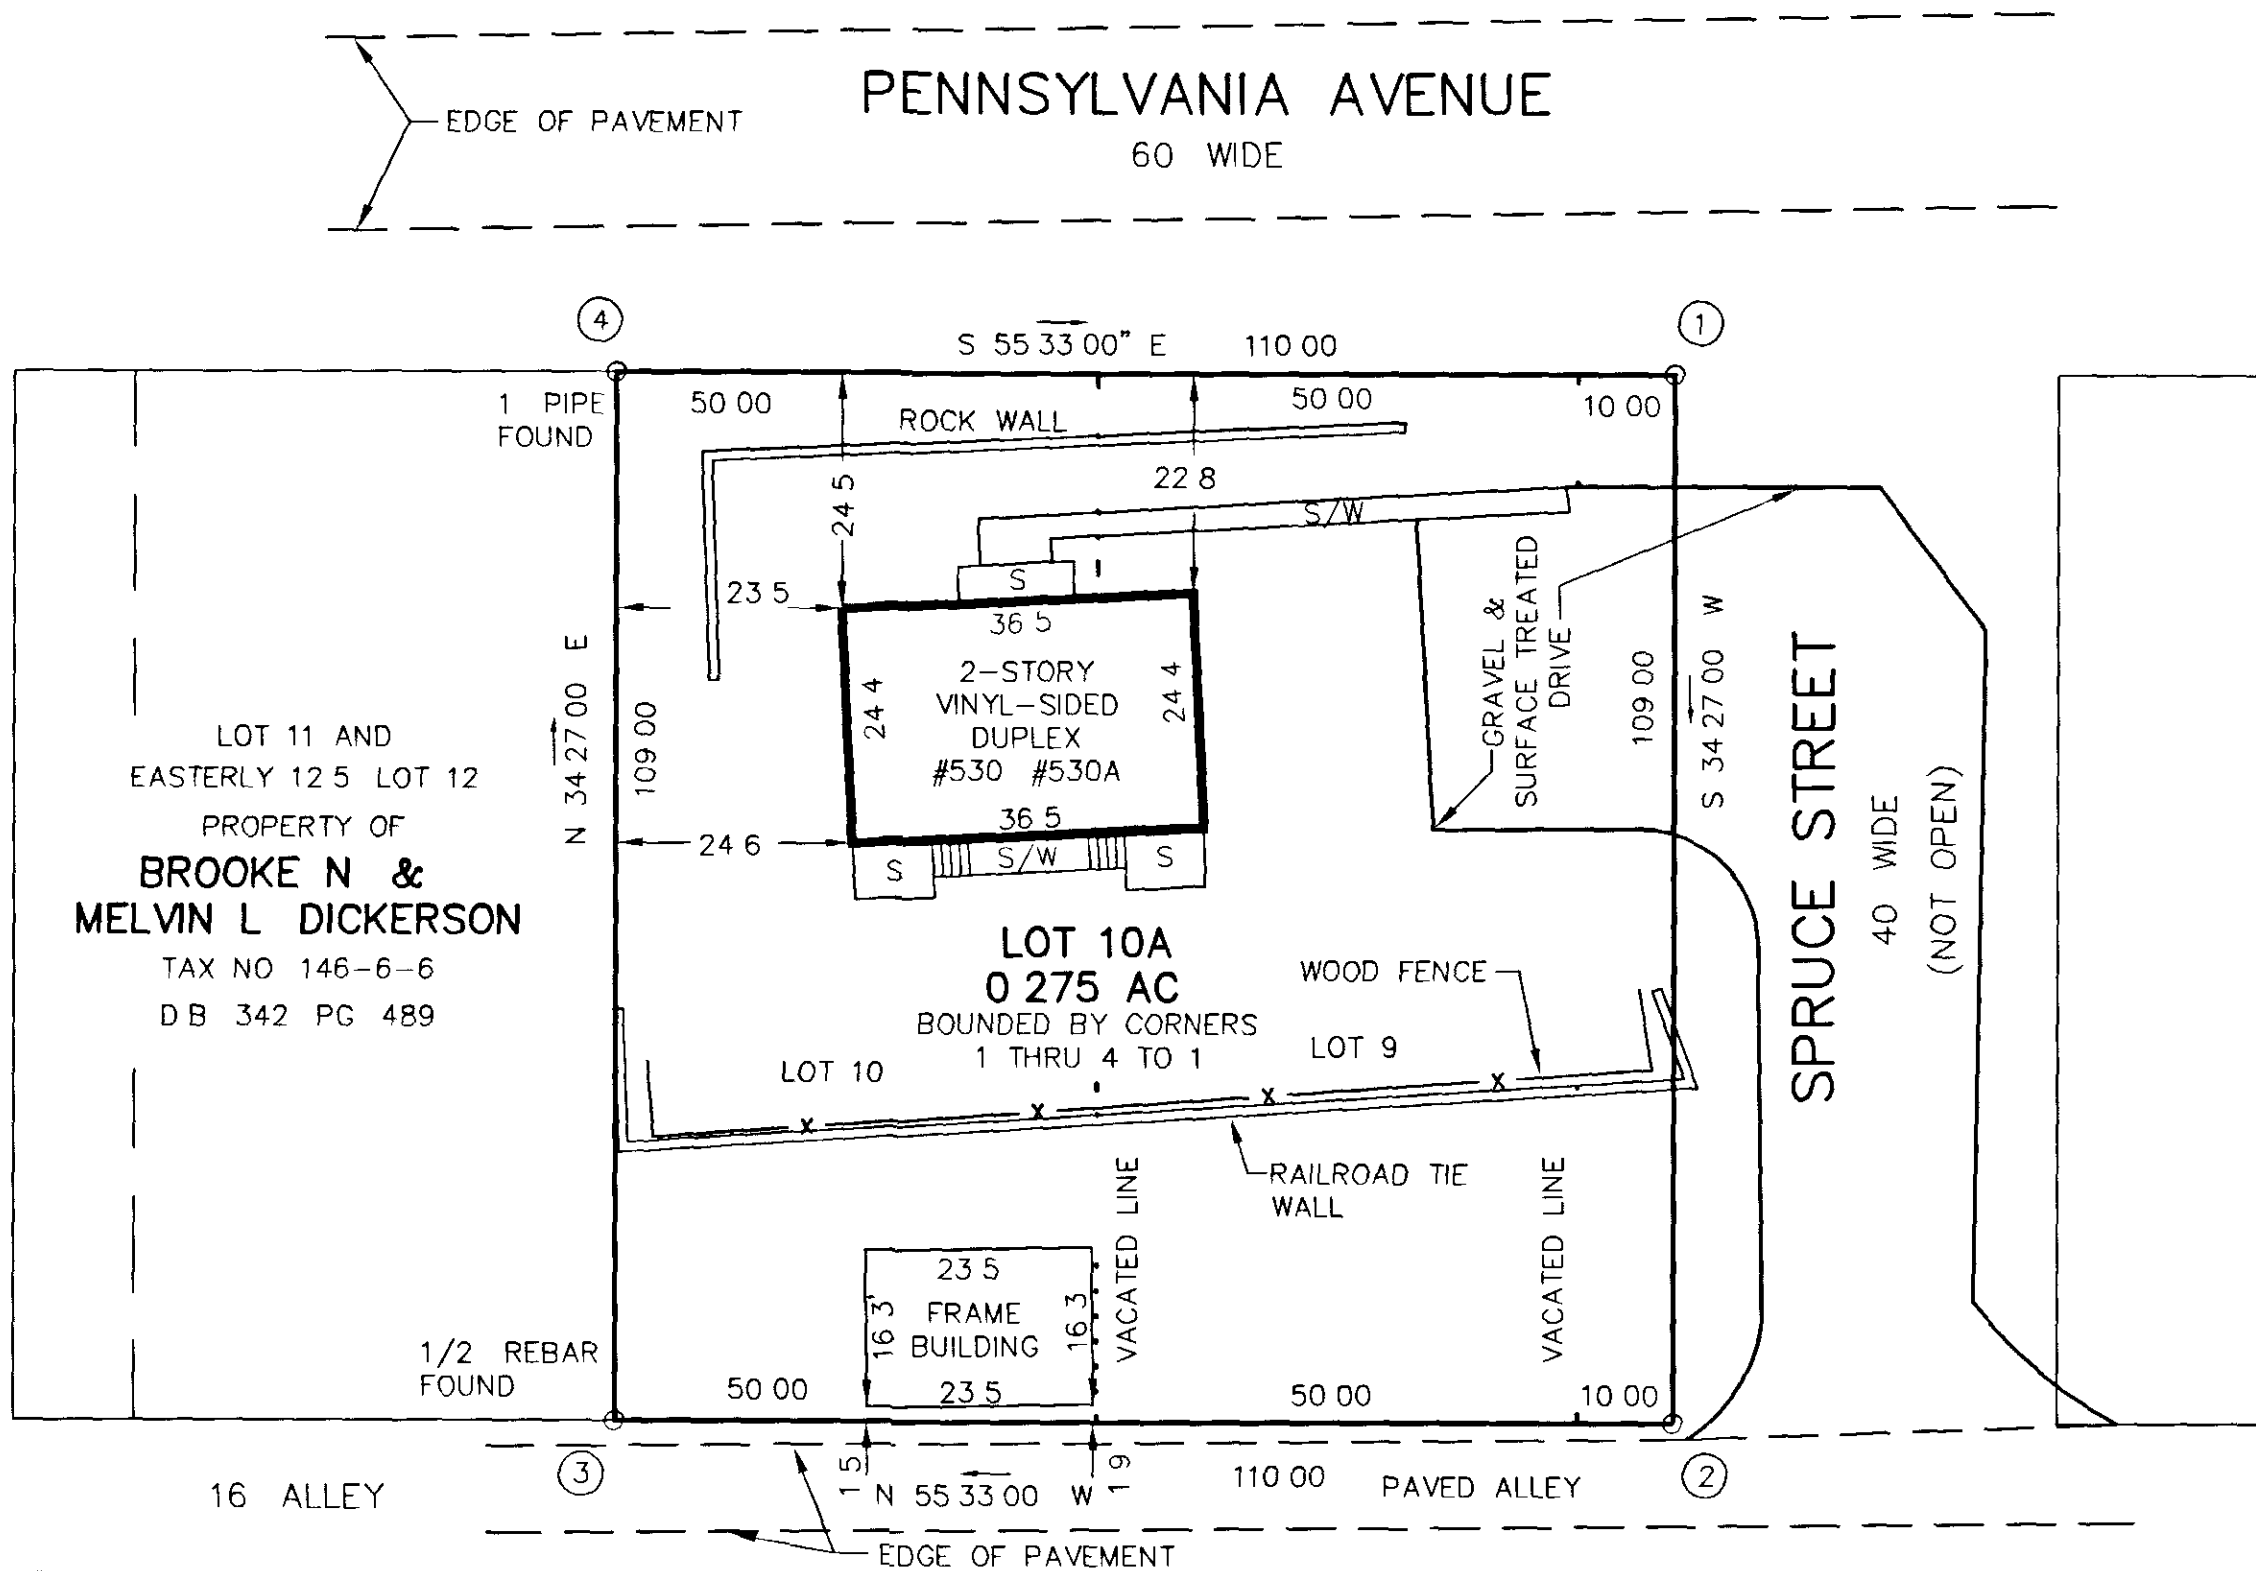 PENNSYLVANIA AVENUE
60 WIDE
EDGE OF PAVEMENT
4
S 55 33 00" E 110 00
1
1 PIPE
FOUND
50 00
50 00
10 00
ROCK WALL
24 5
22 8
S/W
S
23 5
36 5
2-STORY
VINYL-SIDED
DUPLEX
#530 #530A
24 4
24 4
36 5
24 6
S
S/W
S
GRAVEL &
SURFACE TREATED
DRIVE
N 34 27 00 E
109 00
109 00
S 34 27 00 W
SPRUCE STREET
40 WIDE
(NOT OPEN)
LOT 11 AND
EASTERLY 12 5 LOT 12
PROPERTY OF
BROOKE N &
MELVIN L DICKERSON
TAX NO 146-6-6
D B 342 PG 489
LOT 10A
0 275 AC
BOUNDED BY CORNERS
1 THRU 4 TO 1
WOOD FENCE
LOT 10
LOT 9
X
X
X
X
RAILROAD TIE
WALL
VACATED LINE
VACATED LINE
23 5
16 3'
FRAME
BUILDING
16 3
23 5
1/2 REBAR
FOUND
50 00
50 00
10 00
3
1 5
N 55 33 00 W
1 9
110 00
PAVED ALLEY
2
16 ALLEY
EDGE OF PAVEMENT